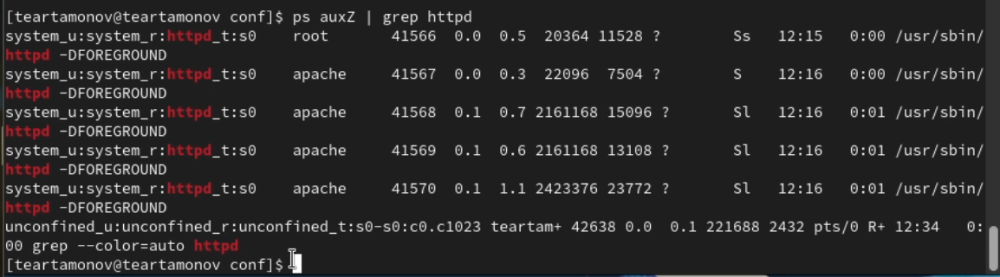 [teartamonov@teartamonov conf]$ ps auxZ | grep httpd
system_u:system_r:httpd_t:s0    root       41566  0.0  0.5  20364 11528 ?        Ss   12:15   0:00 /usr/sbin/
httpd -DFOREGROUND
system_u:system_r:httpd_t:s0    apache     41567  0.0  0.3  22096  7504 ?        S    12:16   0:00 /usr/sbin/
httpd -DFOREGROUND
system_u:system_r:httpd_t:s0    apache     41568  0.1  0.7 2161168 15096 ?       Sl   12:16   0:01 /usr/sbin/
httpd -DFOREGROUND
system_u:system_r:httpd_t:s0    apache     41569  0.1  0.6 2161168 13108 ?       Sl   12:16   0:01 /usr/sbin/
httpd -DFOREGROUND
system_u:system_r:httpd_t:s0    apache     41570  0.1  1.1 2423376 23772 ?       Sl   12:16   0:01 /usr/sbin/
httpd -DFOREGROUND
unconfined_u:unconfined_r:unconfined_t:s0-s0:c0.c1023 teartam+ 42638 0.0  0.1 221688 2432 pts/0 R+ 12:34   0:
00 grep --color=auto httpd
[teartamonov@teartamonov conf]$